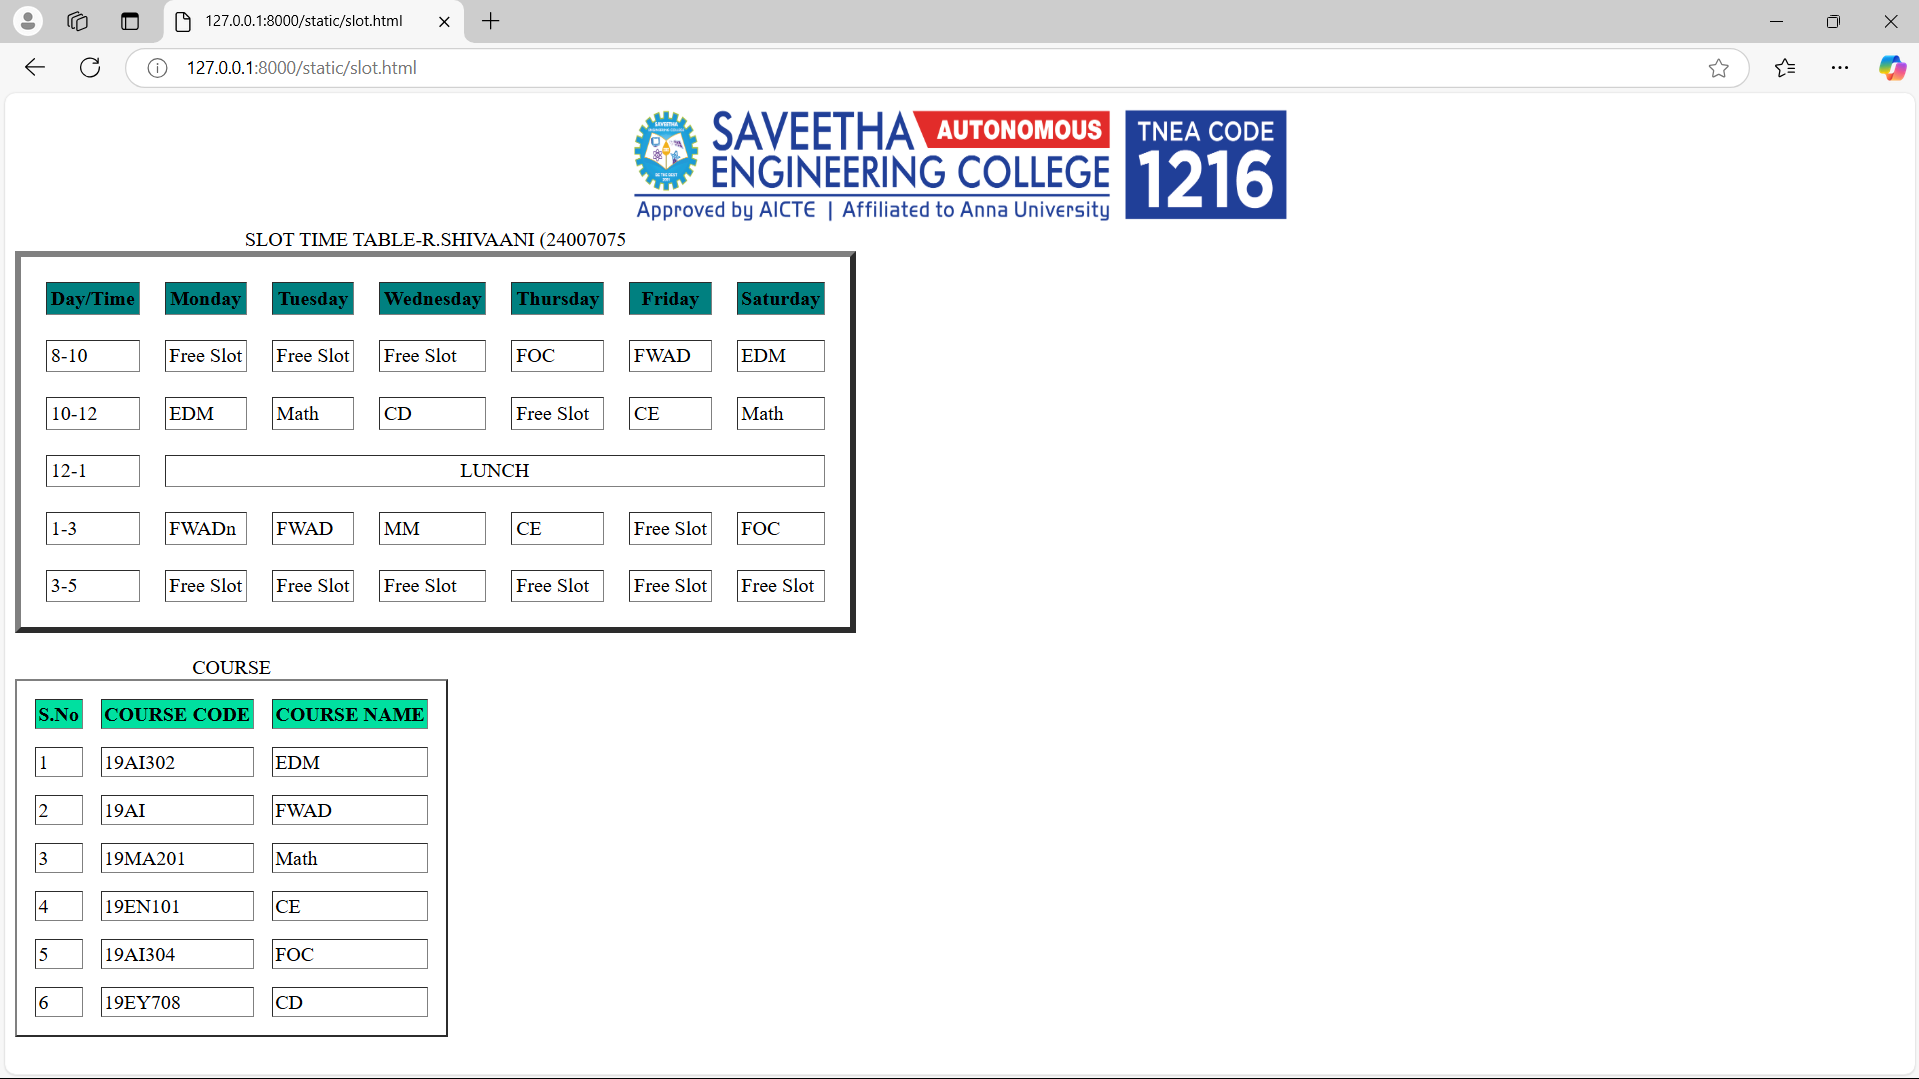 127.0.0.1:8000/static/slot.html
127.0.0.1:8000/static/slot.html
SAVEETHA AUTONOMOUS
ENGINEERING COLLEGE
Approved by AICTE | Affiliated to Anna University
TNEA CODE
1216
SLOT TIME TABLE-R.SHIVAANI (24007075
Day/Time Monday Tuesday Wednesday Thursday Friday Saturday
8-10 Free Slot Free Slot Free Slot FOC FWAD EDM
10-12 EDM Math CD Free Slot CE Math
12-1 LUNCH
1-3 FWADn FWAD MM CE Free Slot FOC
3-5 Free Slot Free Slot Free Slot Free Slot Free Slot Free Slot
COURSE
S.No COURSE CODE COURSE NAME
1 19AI302 EDM
2 19AI FWAD
3 19MA201 Math
4 19EN101 CE
5 19AI304 FOC
6 19EY708 CD